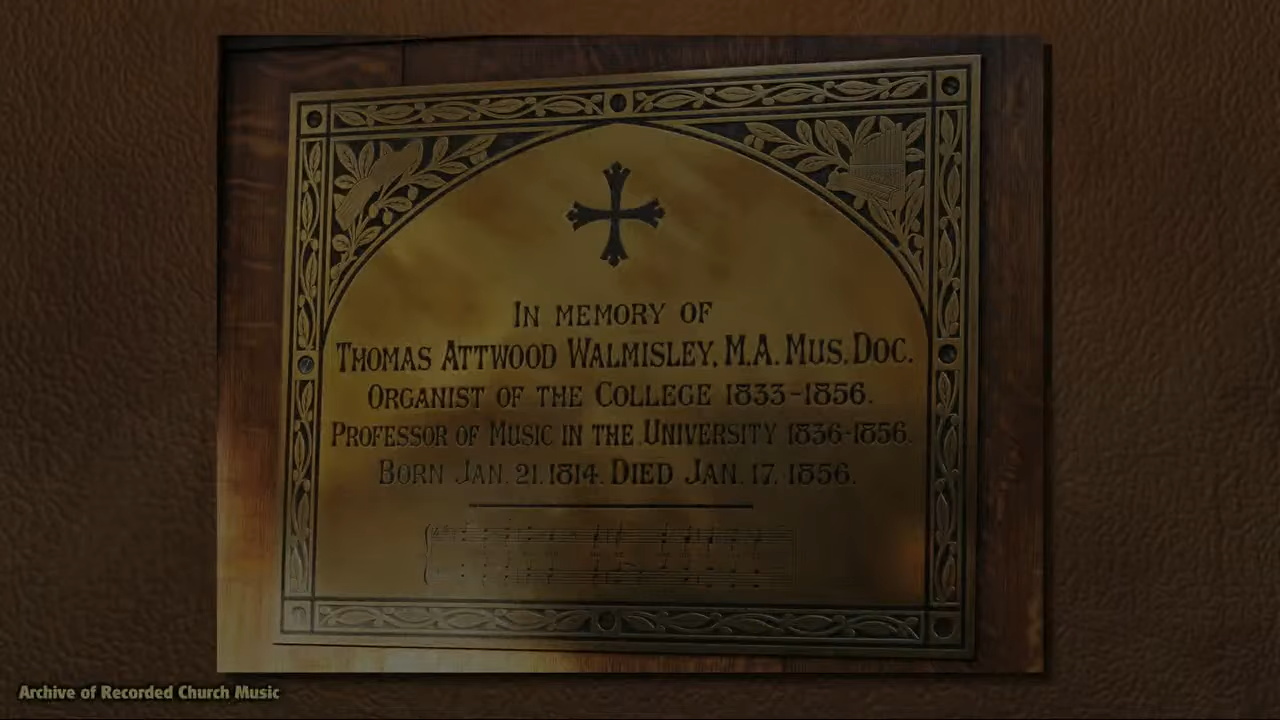 In memory of
Thomas Attwood Walmisley, M.A. Mus. Doc.
Organist of the College 1833-1856.
Professor of Music in the University 1836-1856.
Born Jan. 21. 1814. Died Jan. 17. 1856.
Archive of Recorded Church Music